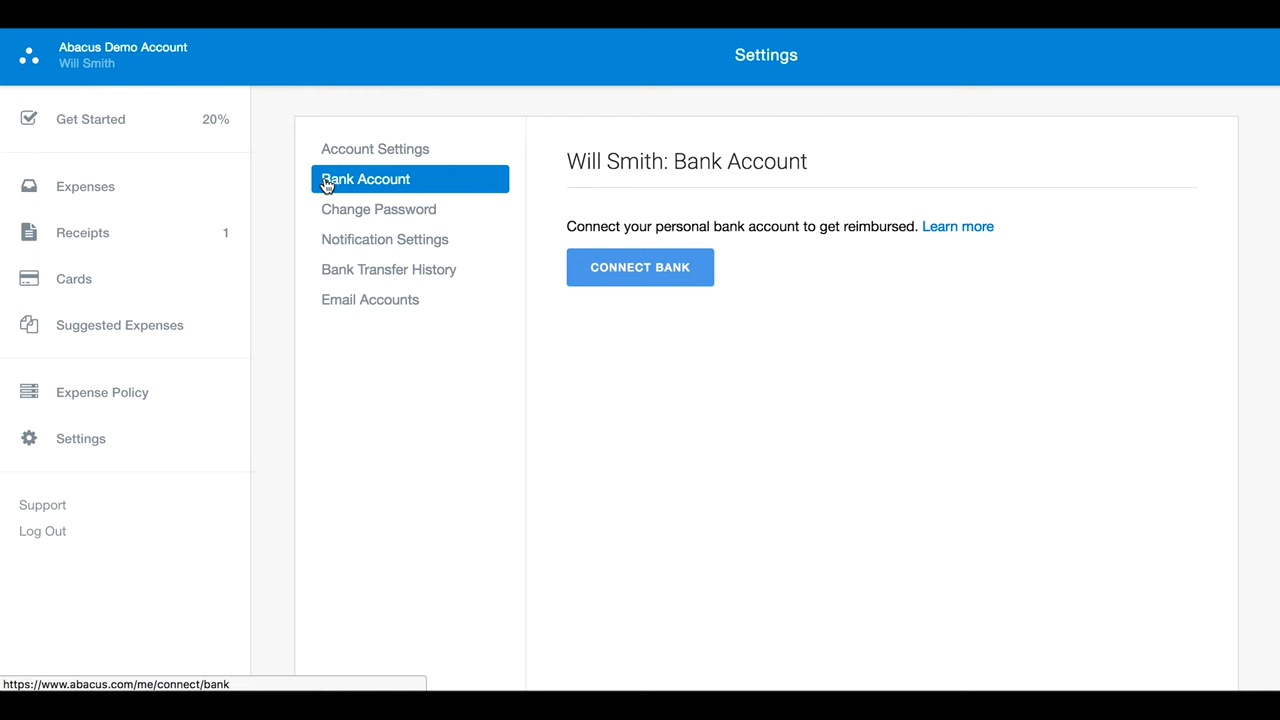 Abacus Demo Account
Will Smith
Settings
Get Started 20%
Expenses
Receipts 1
Cards
Suggested Expenses
Expense Policy
Settings
Support
Log Out
Account Settings
Bank Account
Change Password
Notification Settings
Bank Transfer History
Email Accounts
Will Smith: Bank Account
Connect your personal bank account to get reimbursed. Learn more
CONNECT BANK
https://www.abacus.com/me/connect/bank